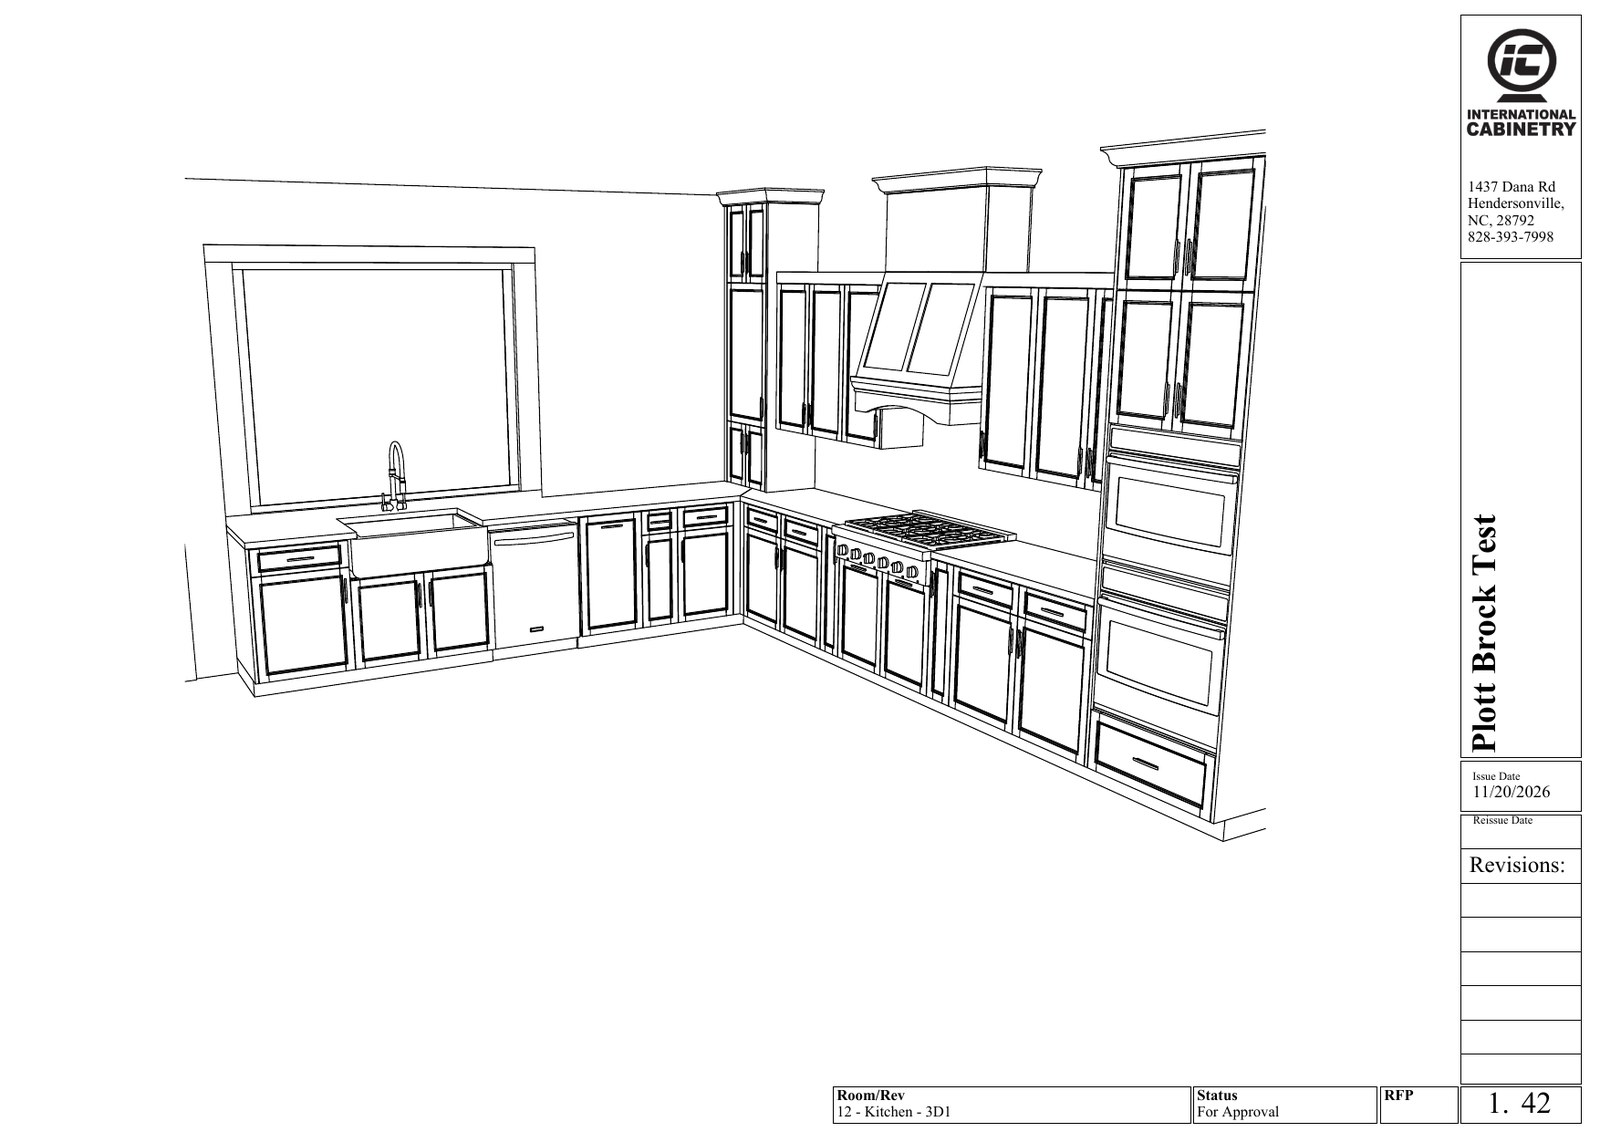 iC
INTERNATIONAL
CABINETRY
1437 Dana Rd
Hendersonville,
NC, 28792
828-393-7998
Plott Brock Test
Issue Date
11/20/2026
Reissue Date
Revisions:
Room/Rev
12 - Kitchen - 3D1
Status
For Approval
RFP
1. 42